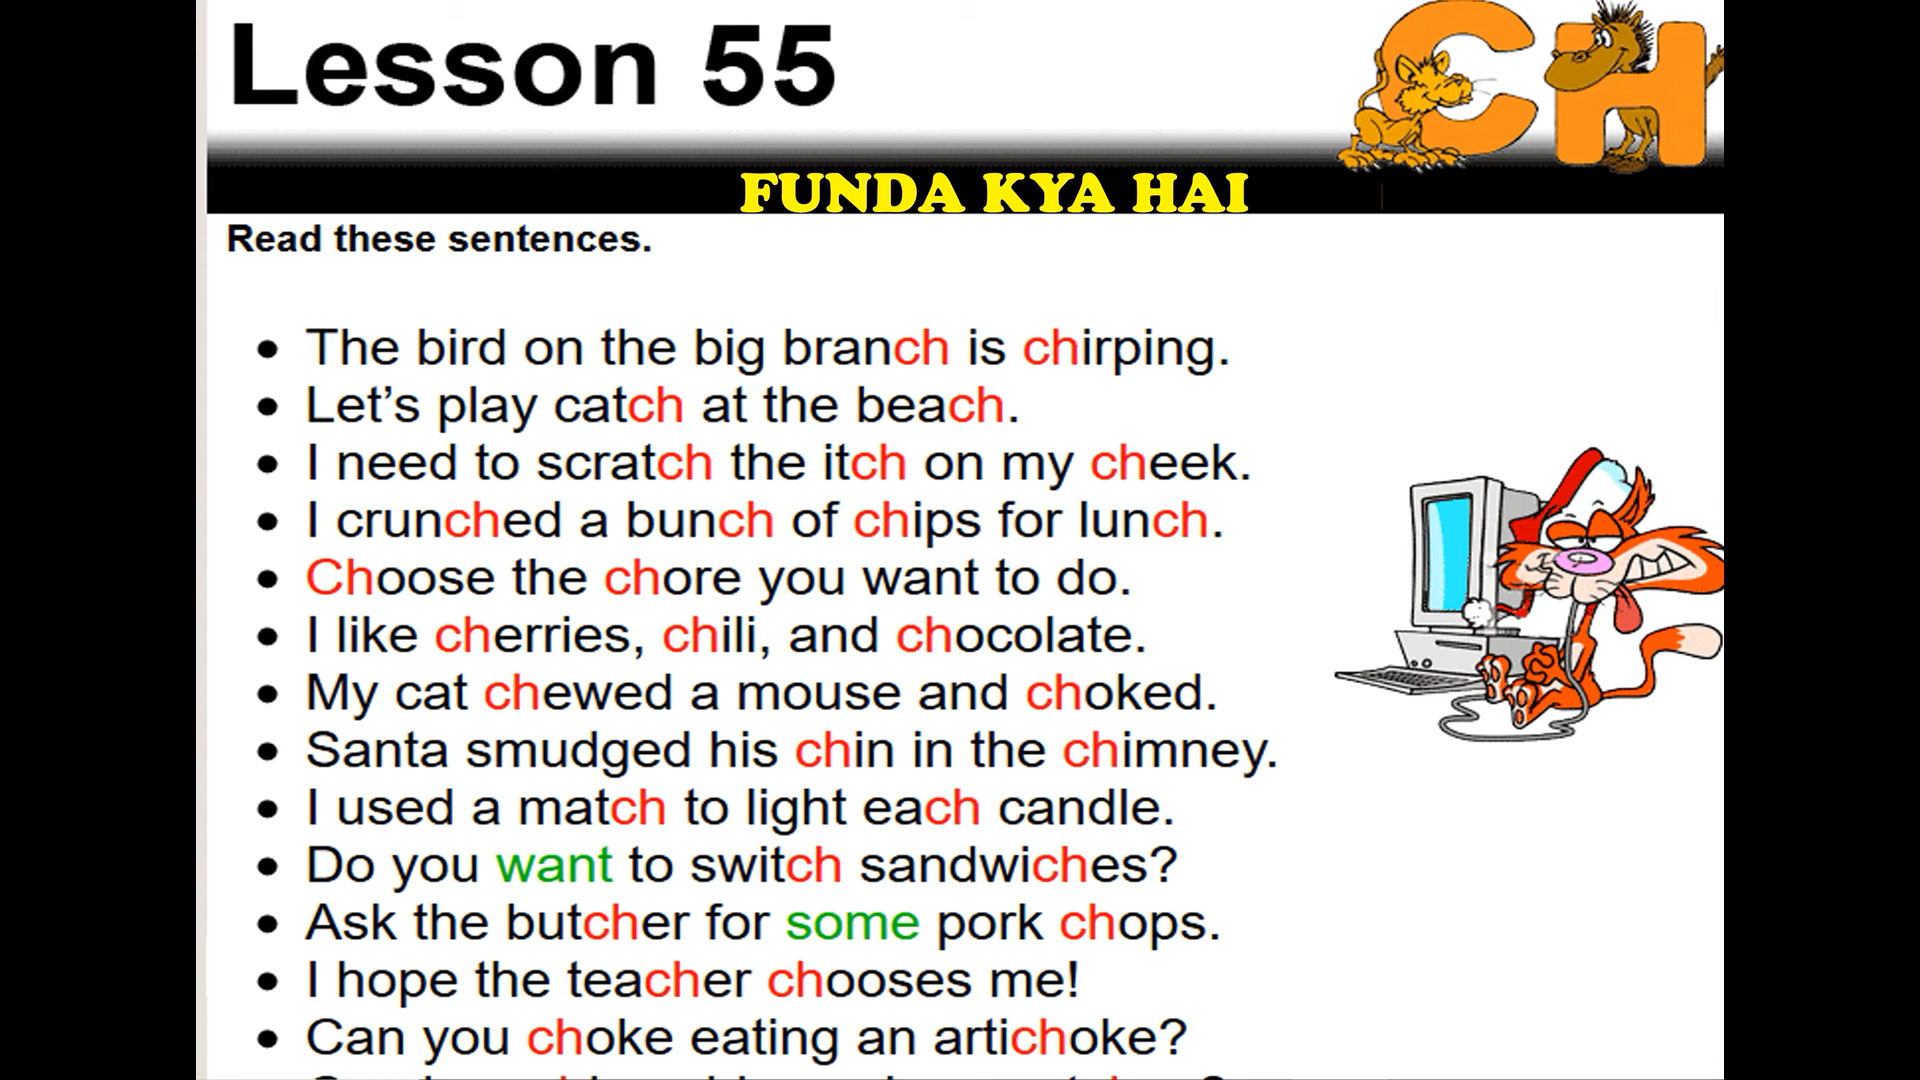 Lesson 55
CH
FUNDA KYA HAI
Read these sentences.
• The bird on the big branch is chirping.
• Let’s play catch at the beach.
• I need to scratch the itch on my cheek.
• I crunched a bunch of chips for lunch.
• Choose the chore you want to do.
• I like cherries, chili, and chocolate.
• My cat chewed a mouse and choked.
• Santa smudged his chin in the chimney.
• I used a match to light each candle.
• Do you want to switch sandwiches?
• Ask the butcher for some pork chops.
• I hope the teacher chooses me!
• Can you choke eating an artichoke?